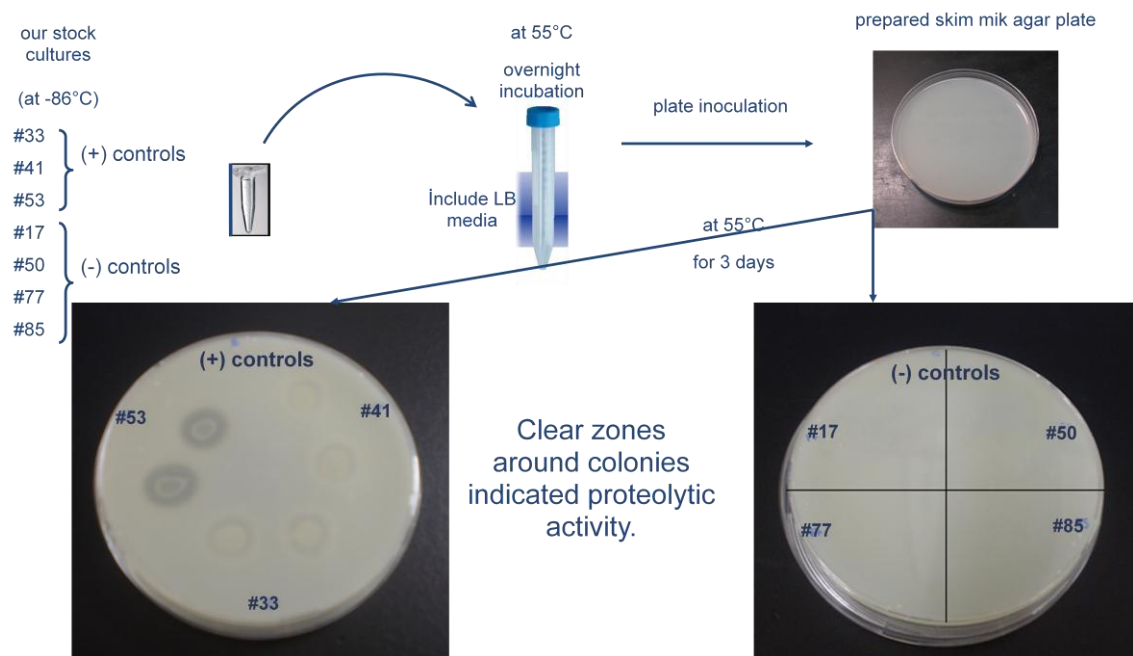 our stock
cultures
(at -86°C)
#33
#41
#53
(+) controls
#17
#50
#77
#85
(-) controls
at 55°C
overnight
incubation
İnclude LB
media
plate inoculation
prepared skim mik agar plate
at 55°C
for 3 days
(+) controls
#53
#41
#33
Clear zones
around colonies
indicated proteolytic
activity.
(-) controls
#17
#50
#77
#85